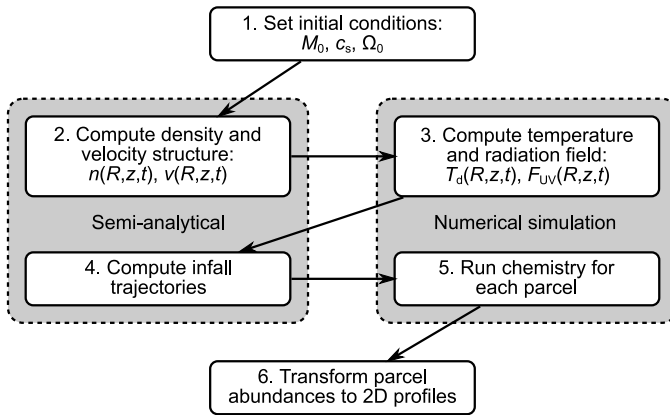 1. Set initial conditions:
M₀, cₛ, Ω₀
2. Compute density and
velocity structure:
n(R,z,t), v(R,z,t)
3. Compute temperature
and radiation field:
T_d(R,z,t), F_UV(R,z,t)
Semi-analytical
Numerical simulation
4. Compute infall
trajectories
5. Run chemistry for
each parcel
6. Transform parcel
abundances to 2D profiles